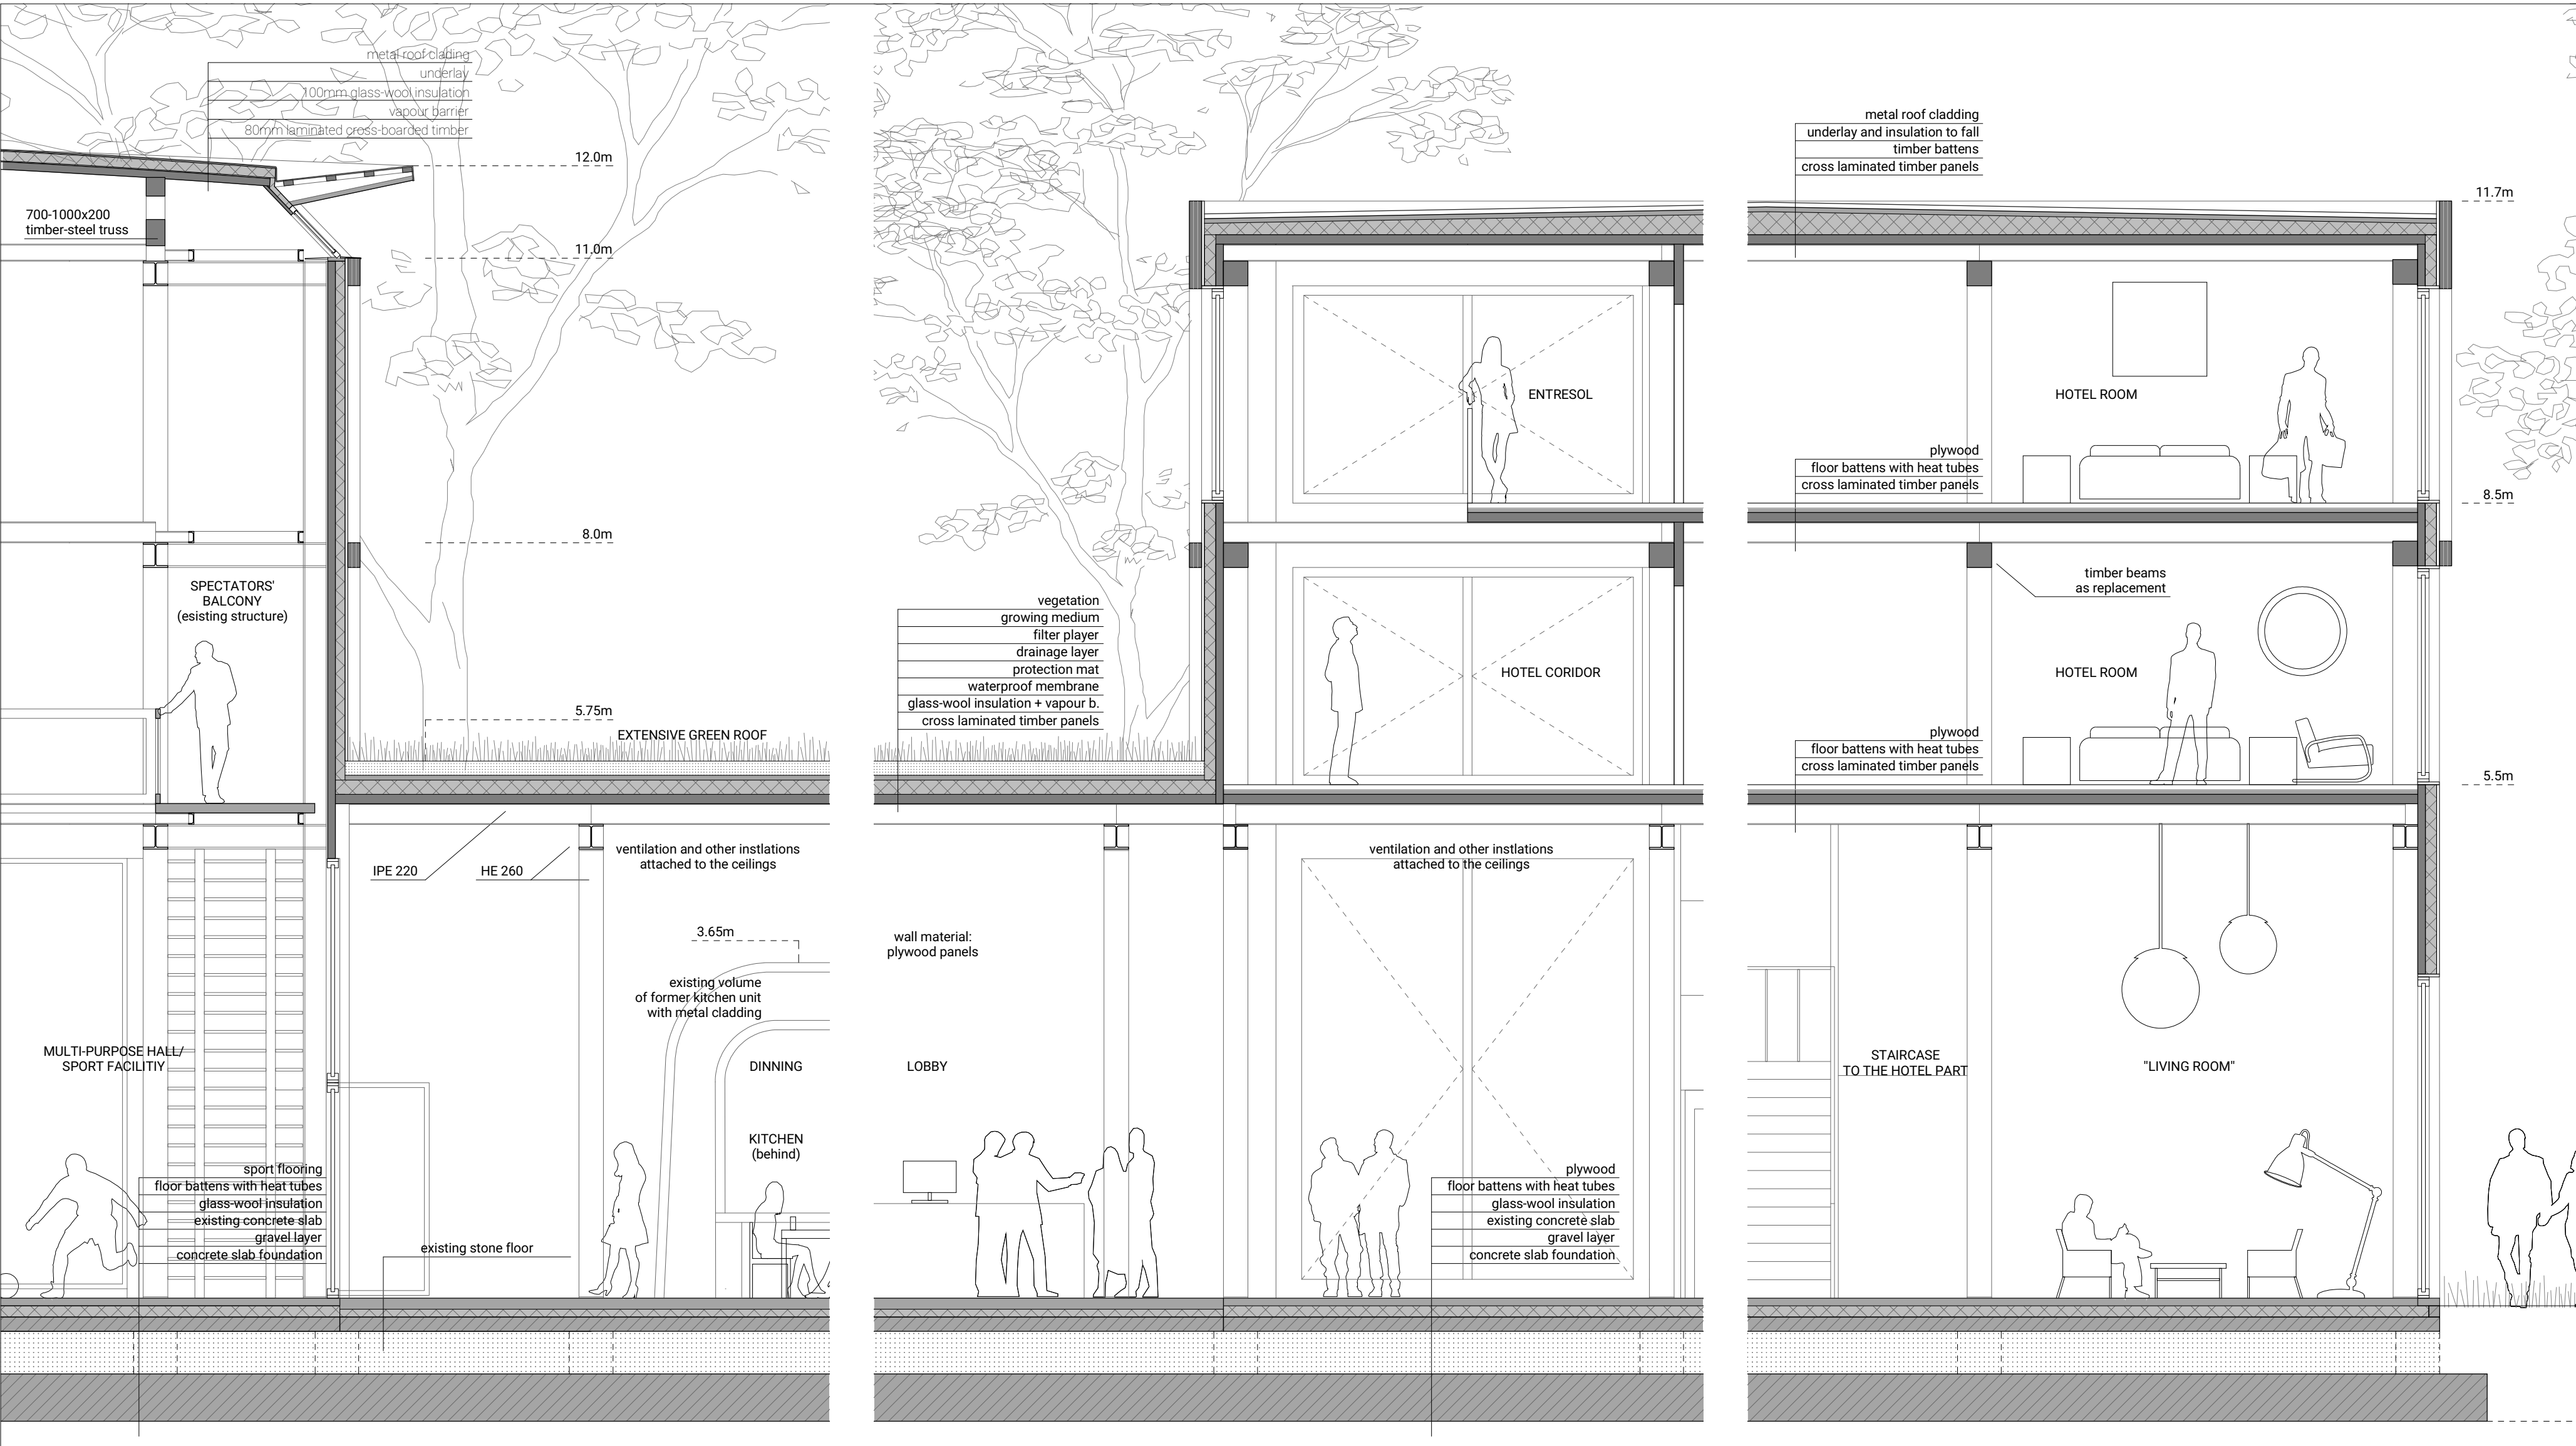 metal roof clading
underlay
100mm glass-wool insulation
vapour barrier
80mm laminated cross-boarded timber
12.0m
700-1000x200
timber-steel truss
11.0m
8.0m
SPECTATORS'
BALCONY
(esisting structure)
5.75m
EXTENSIVE GREEN ROOF
IPE 220
HE 260
ventilation and other instlations
attached to the ceilings
3.65m
existing volume
of former kitchen unit
with metal cladding
MULTI-PURPOSE HALL/
SPORT FACILITIY
DINNING
KITCHEN
(behind)
sport flooring
floor battens with heat tubes
glass-wool insulation
existing concrete slab
gravel layer
concrete slab foundation
existing stone floor
vegetation
growing medium
filter player
drainage layer
protection mat
waterproof membrane
glass-wool insulation + vapour b.
cross laminated timber panels
ENTRESOL
HOTEL CORIDOR
ventilation and other instlations
attached to the ceilings
wall material:
plywood panels
LOBBY
plywood
floor battens with heat tubes
glass-wool insulation
existing concrete slab
gravel layer
concrete slab foundation
metal roof cladding
underlay and insulation to fall
timber battens
cross laminated timber panels
11.7m
HOTEL ROOM
plywood
floor battens with heat tubes
cross laminated timber panels
8.5m
timber beams
as replacement
HOTEL ROOM
plywood
floor battens with heat tubes
cross laminated timber panels
5.5m
STAIRCASE
TO THE HOTEL PART
"LIVING ROOM"